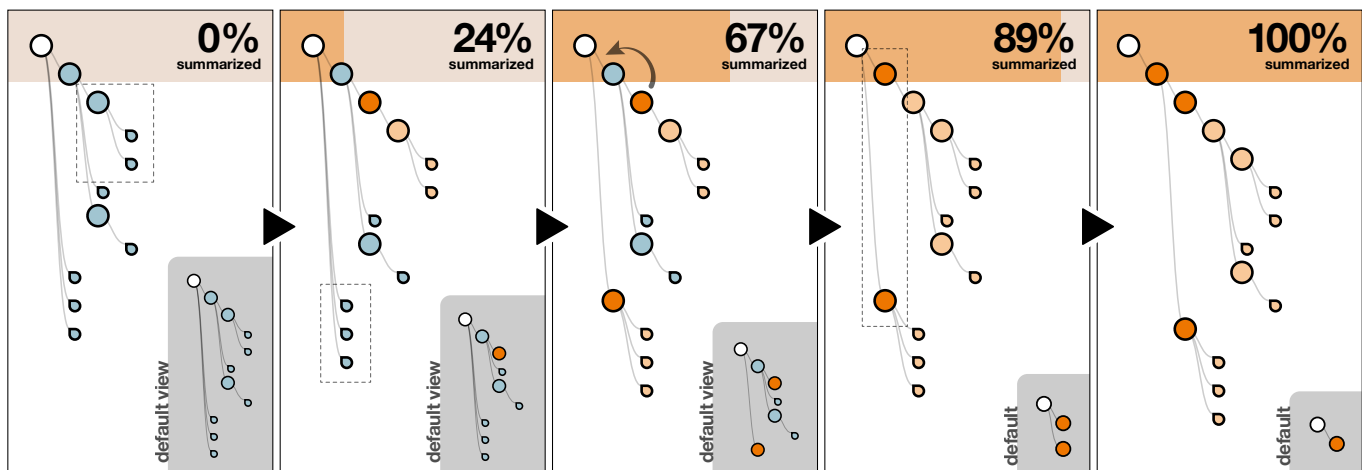 0%
summarized
default view
24%
summarized
default view
67%
summarized
default view
89%
summarized
default
100%
summarized
default